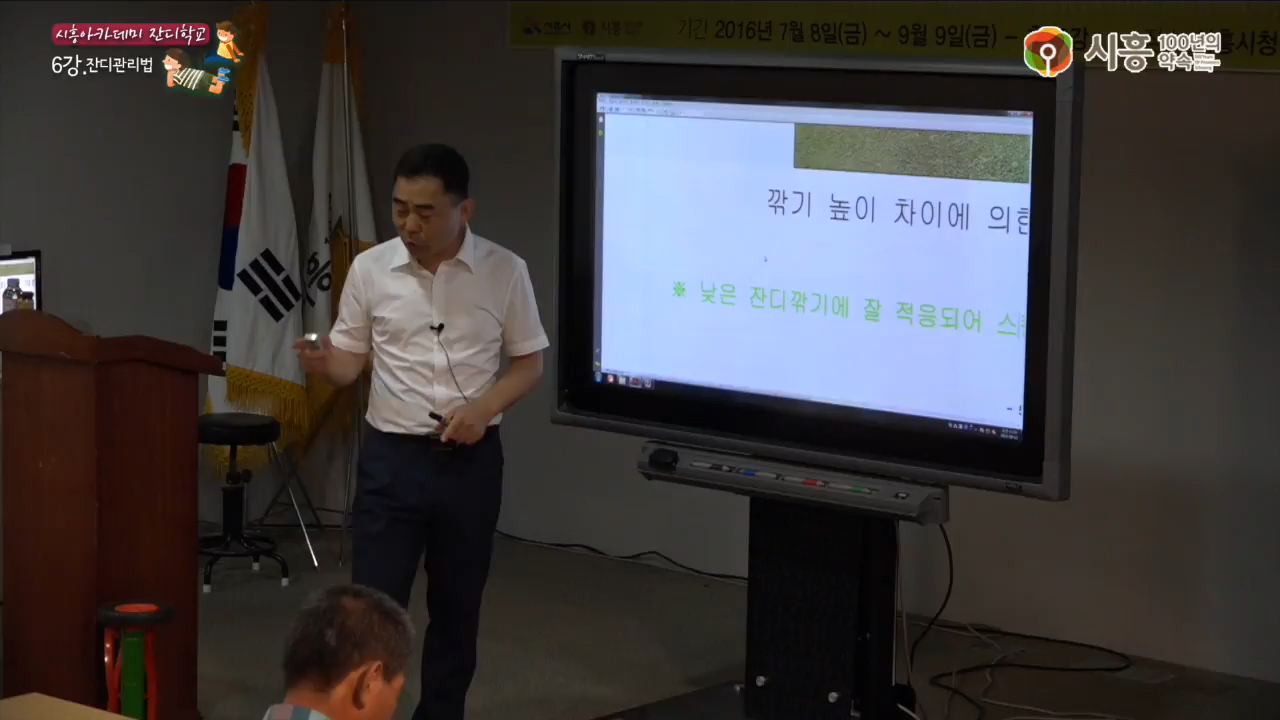 시흥아카데미 잔디학교
6강. 잔디관리법
기간 2016년 7월 8일(금) ~ 9월 9일(금) -
시흥 100년의 약속
깎기 높이 차이에 의한
※ 낮은 잔디깎기에 잘 적응되어 스